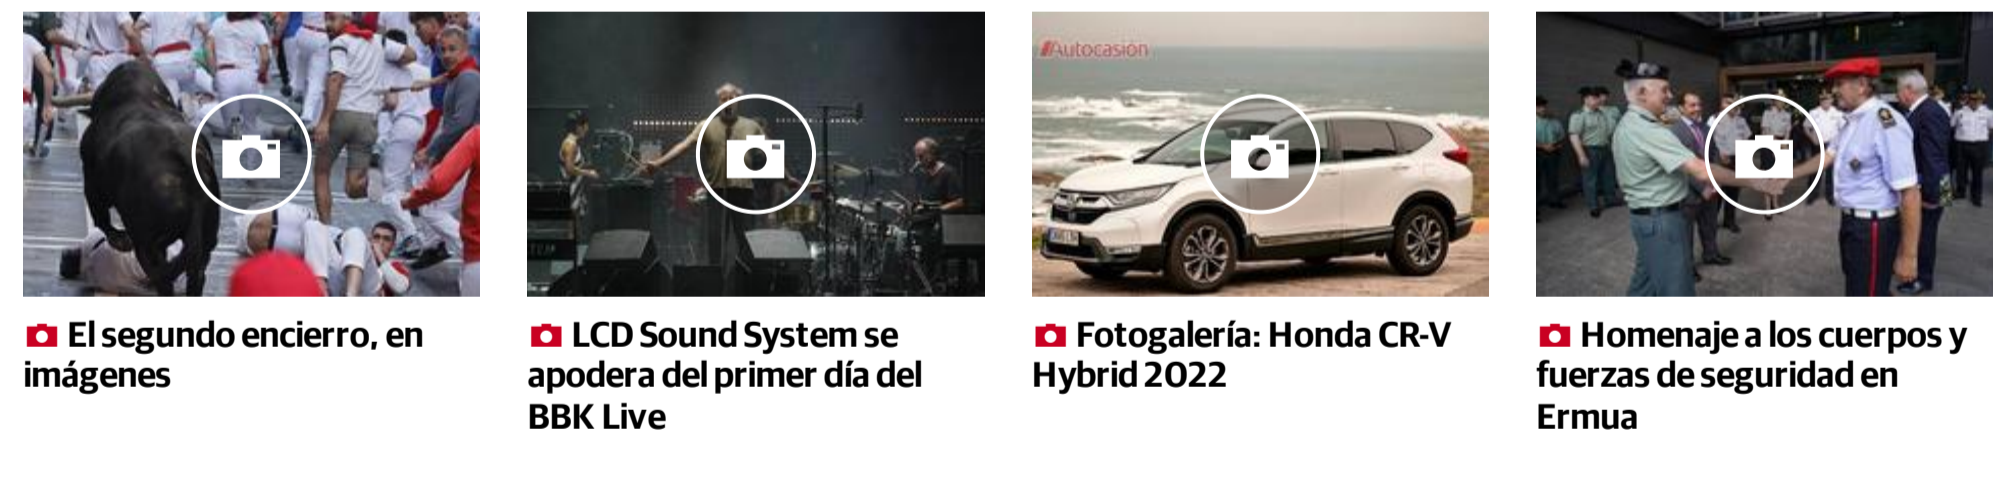 Autocasión
El segundo encierro, en
imágenes
LCD Sound System se
apodera del primer día del
BBK Live
Fotogalería: Honda CR-V
Hybrid 2022
Homenaje a los cuerpos y
fuerzas de seguridad en
Ermua